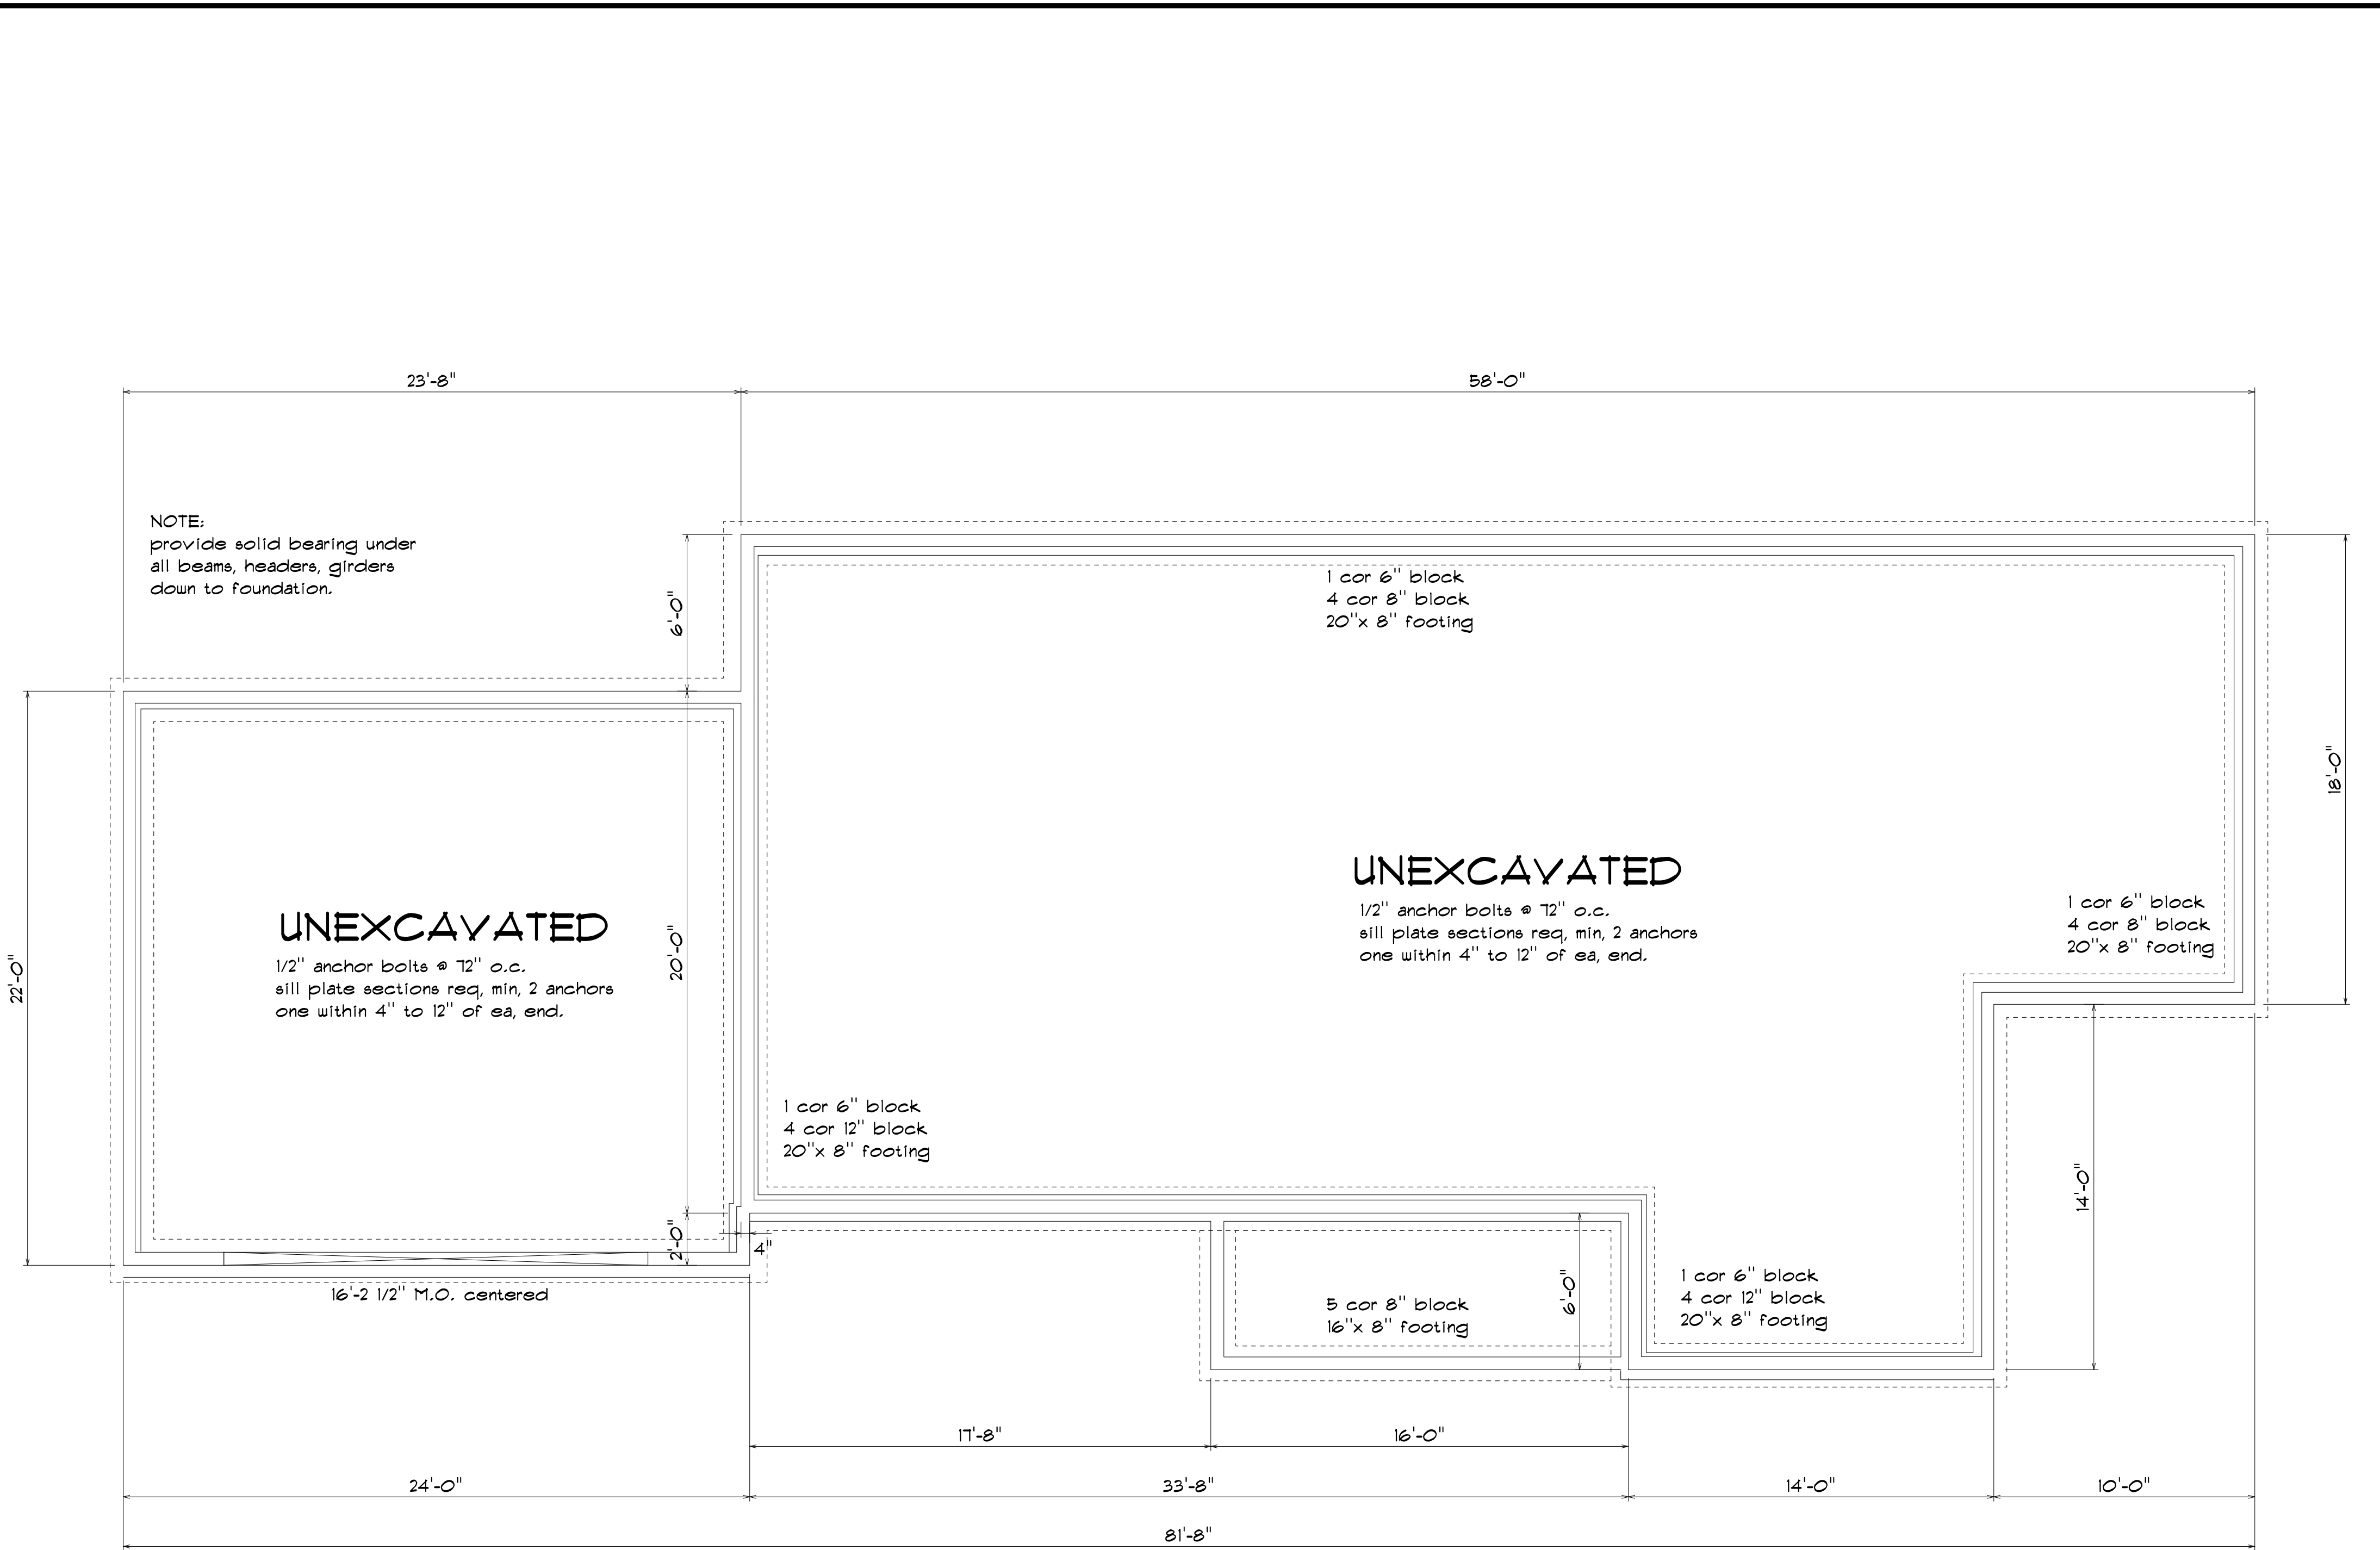 23'-8"
58'-0"
NOTE:
provide solid bearing under
all beams, headers, girders
down to foundation.
6'-0"
1 cor 6" block
4 cor 8" block
20"x 8" footing
18'-0"
22'-0"
20'-0"
UNEXCAVATED
1/2" anchor bolts @ 72" o.c.
sill plate sections req, min, 2 anchors
one within 4" to 12" of ea, end.
UNEXCAVATED
1/2" anchor bolts @ 72" o.c.
sill plate sections req, min, 2 anchors
one within 4" to 12" of ea, end.
1 cor 6" block
4 cor 8" block
20"x 8" footing
1 cor 6" block
4 cor 12" block
20"x 8" footing
14'-0"
2'-0"
4"
16'-2 1/2" M.O. centered
5 cor 8" block
16"x 8" footing
6'-0"
1 cor 6" block
4 cor 12" block
20"x 8" footing
17'-8"
16'-0"
24'-0"
33'-8"
14'-0"
10'-0"
81'-8"